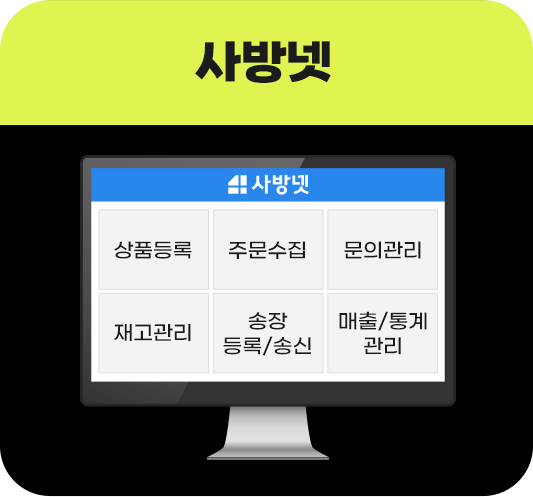 사방넷
사방넷
상품등록
주문수집
문의관리
재고관리
송장
등록/송신
매출/통계
관리